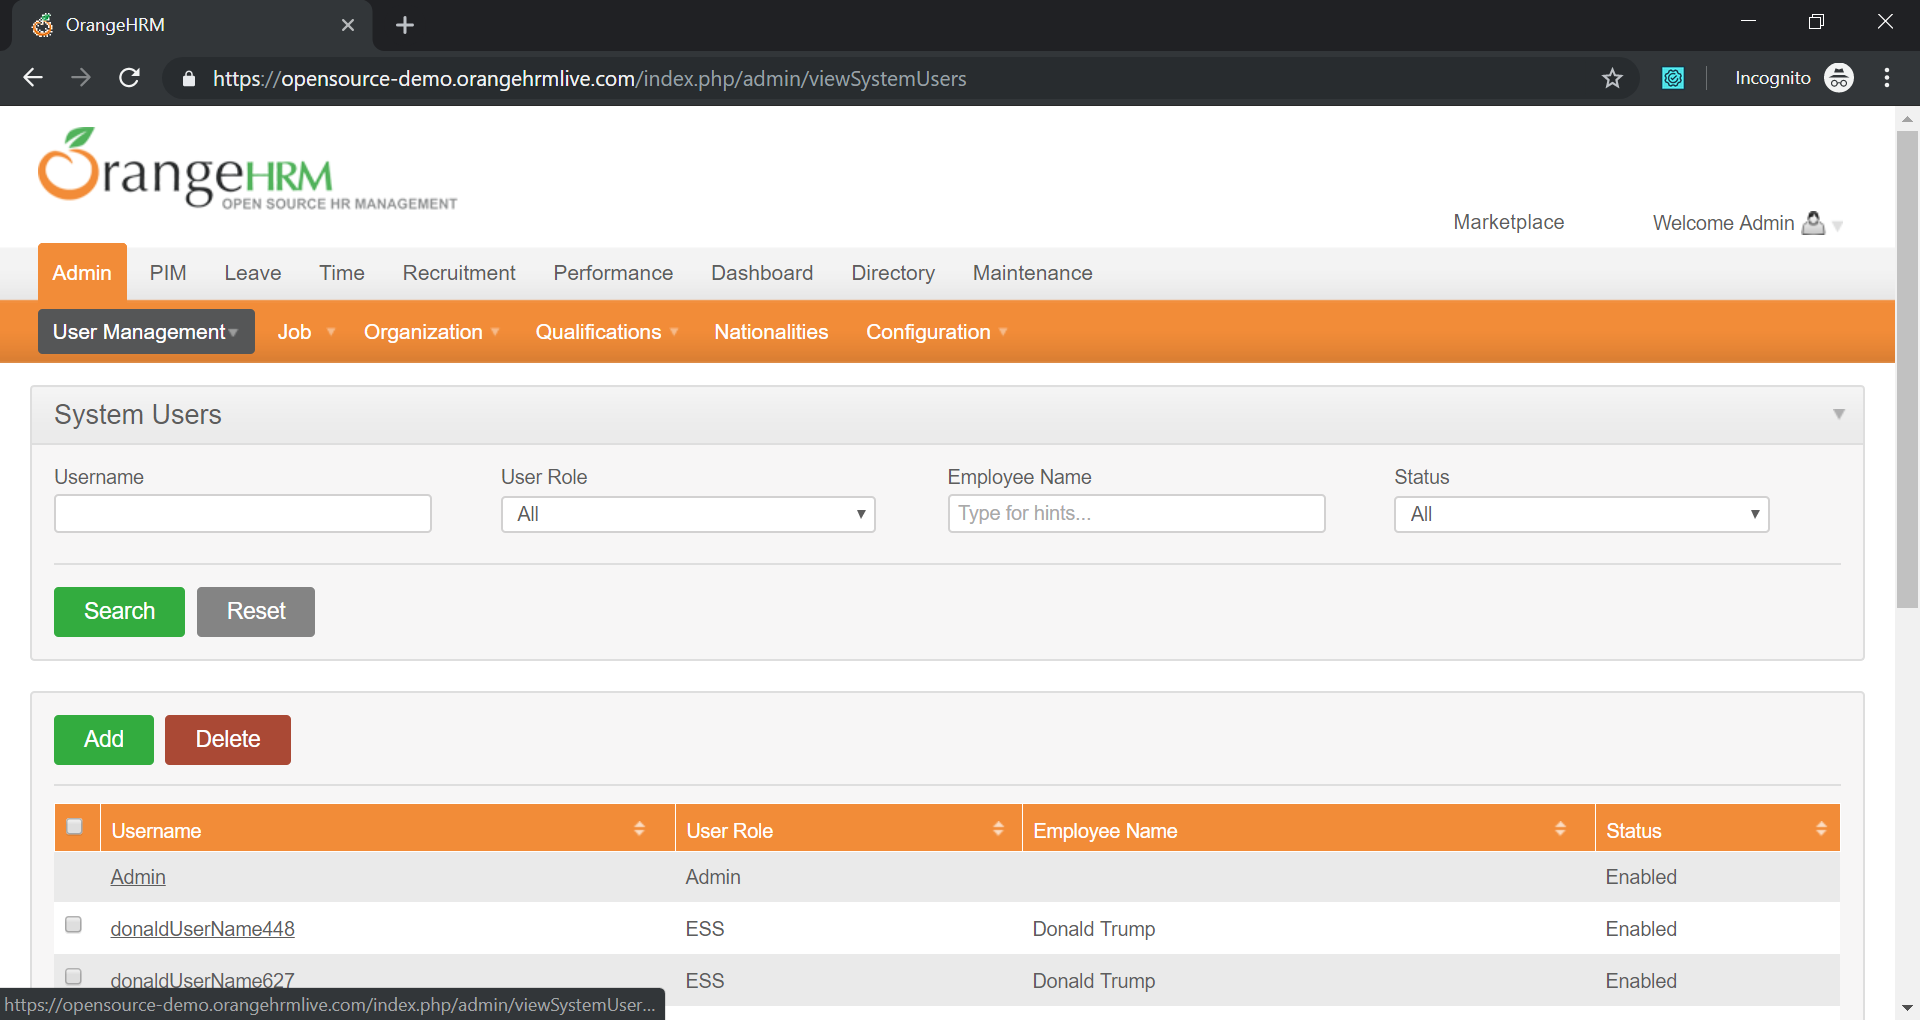 OrangeHRM
https://opensource-demo.orangehrmlive.com/index.php/admin/viewSystemUsers
Incognito
OrangeHRM
OPEN SOURCE HR MANAGEMENT
Marketplace
Welcome Admin
Admin PIM Leave Time Recruitment Performance Dashboard Directory Maintenance
User Management Job Organization Qualifications Nationalities Configuration
System Users
Username User Role Employee Name Status
All Type for hints... All
Search Reset
Add Delete
Username User Role Employee Name Status
Admin Admin Enabled
donaldUserName448 ESS Donald Trump Enabled
donaldUserName627 ESS Donald Trump Enabled
https://opensource-demo.orangehrmlive.com/index.php/admin/viewSystemUser...